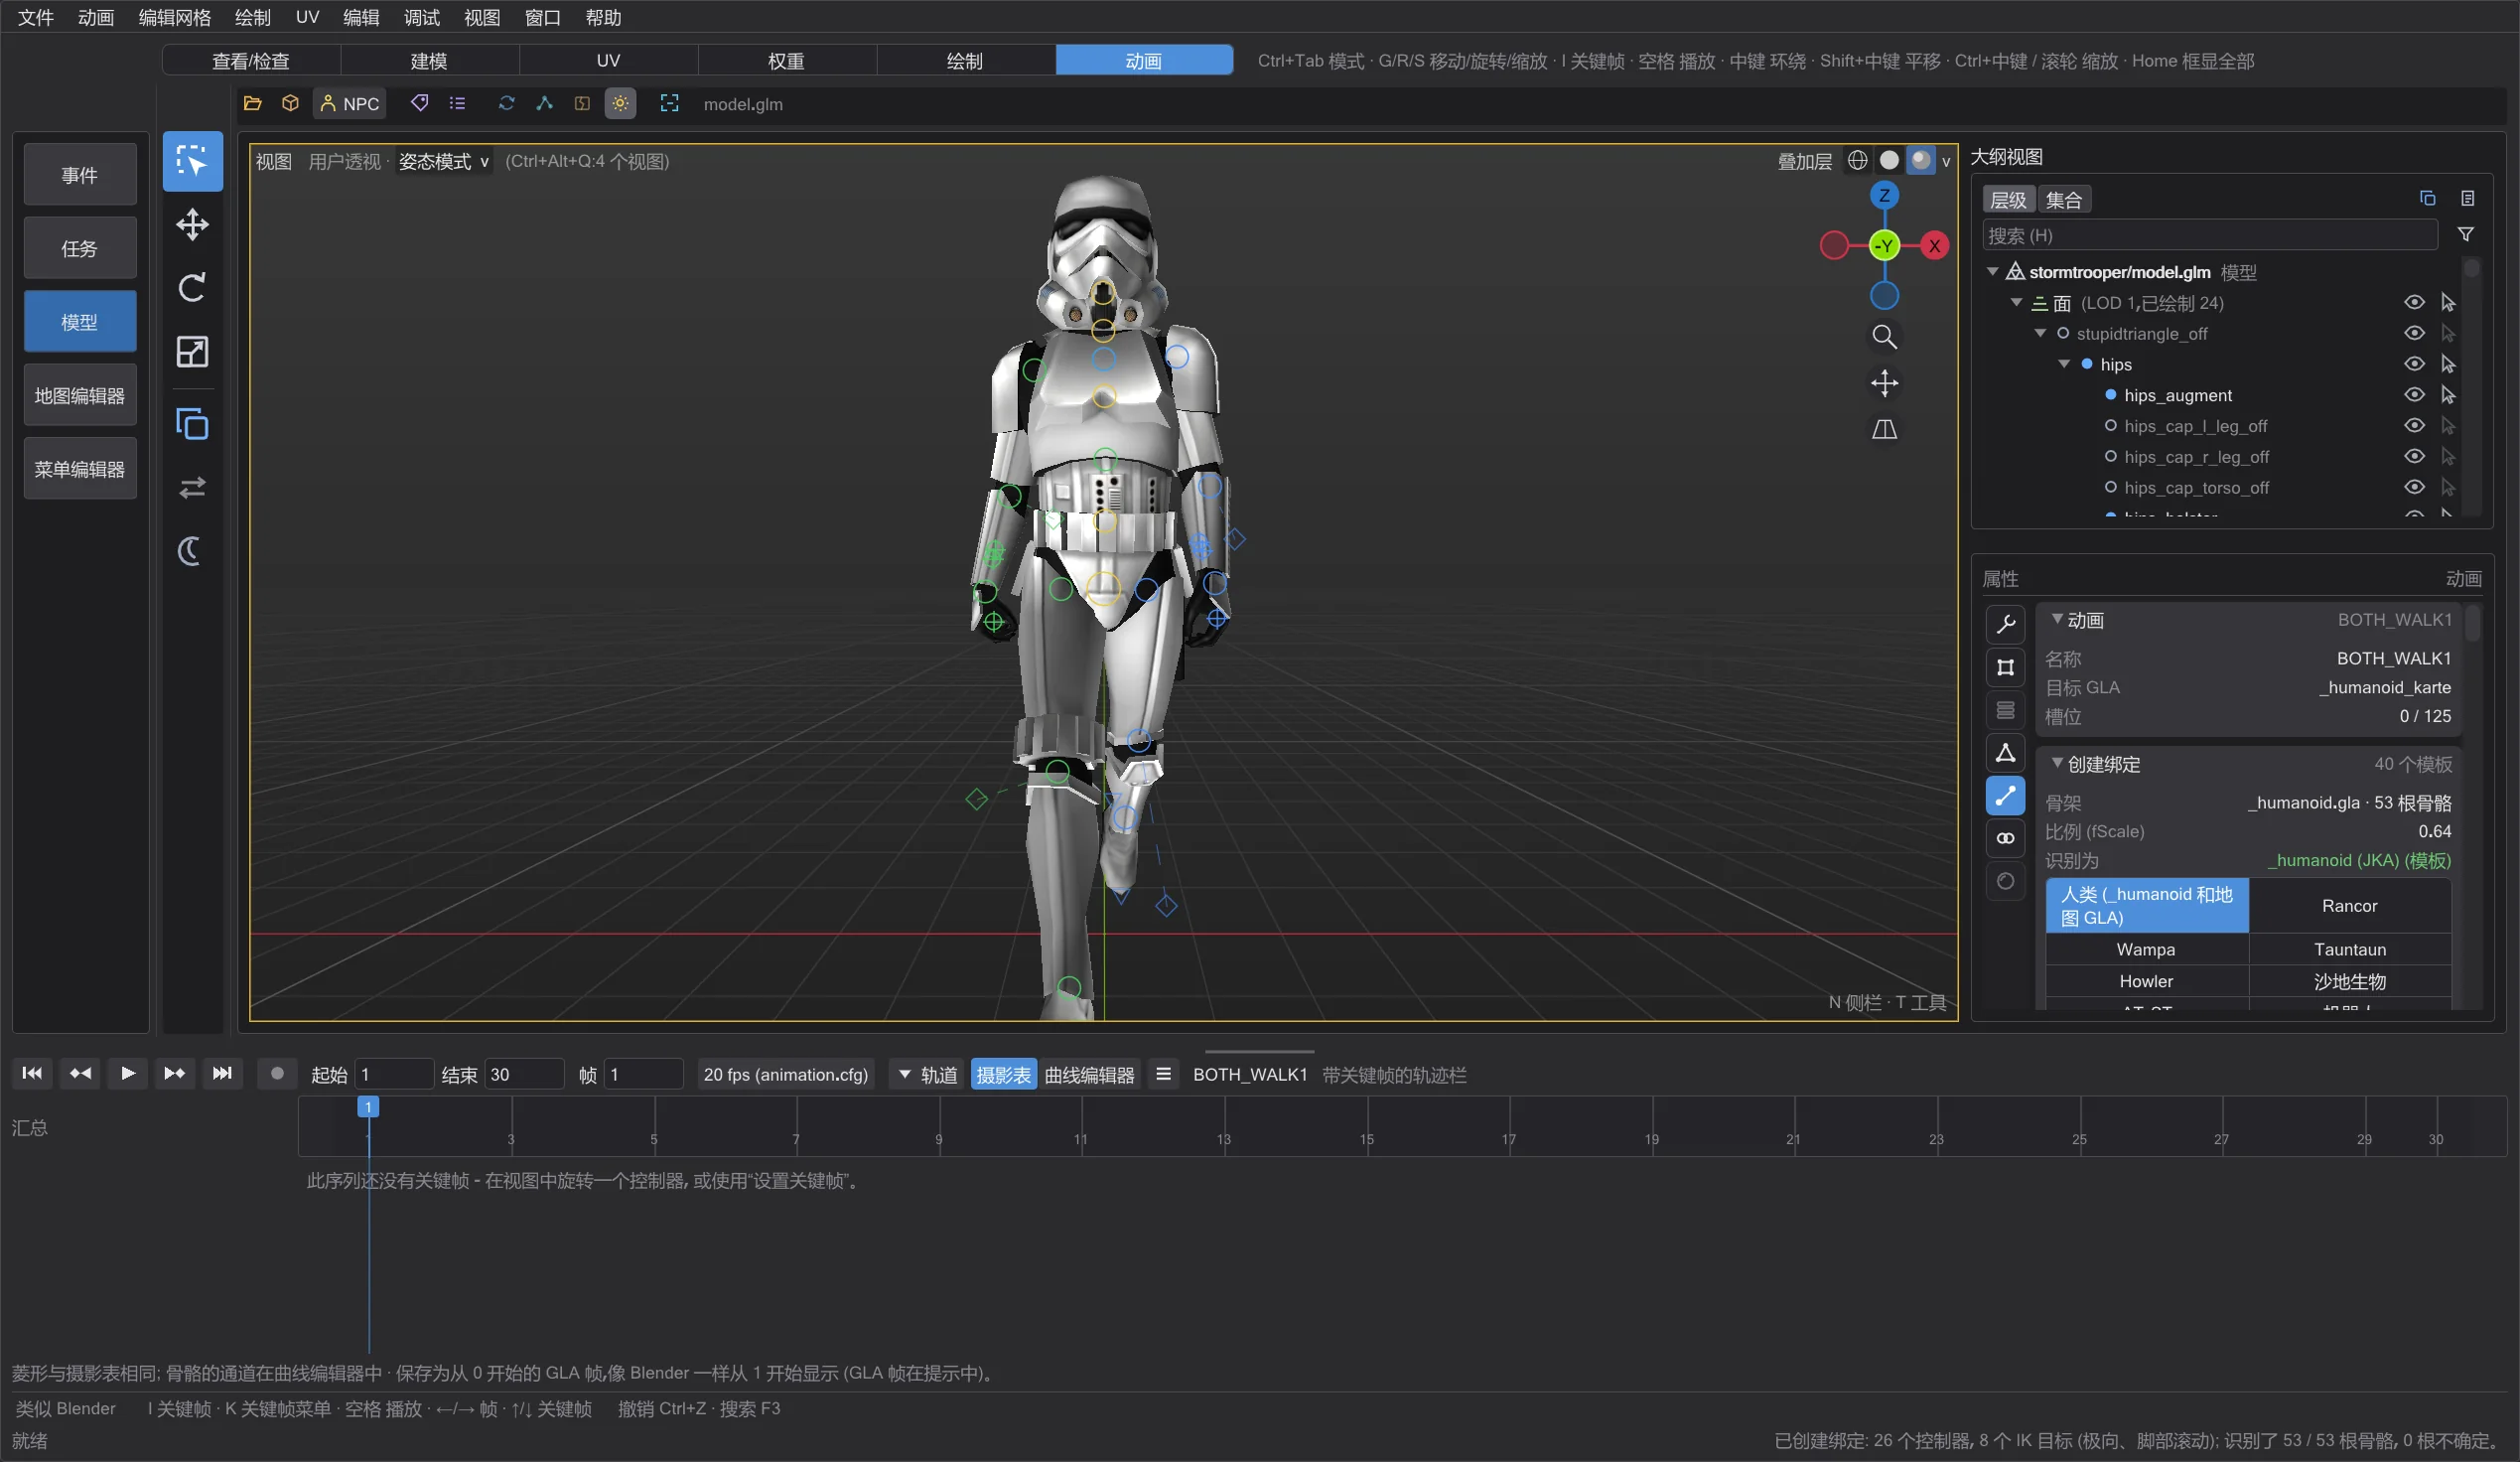 文件 动画 编辑网格 绘制 UV 编辑 调试 视图 窗口 帮助
查看/检查 建模 UV 权重 绘制 动画 Ctrl+Tab 模式 · G/R/S 移动/旋转/缩放 · I 关键帧 · 空格 播放 · 中键 环绕 · Shift+中键 平移 · Ctrl+中键 / 滚轮 缩放 · Home 框显全部
NPC model.glm
事件
任务
模型
地图编辑器
菜单编辑器
视图 用户透视 · 姿态模式 v (Ctrl+Alt+Q:4 个视图)
叠加层 v
Z
-Y X
N 侧栏 · T 工具
大纲视图
层级 集合
搜索 (H)
stormtrooper/model.glm 模型
面 (LOD 1,已绘制 24)
stupidtriangle_off
hips
hips_augment
hips_cap_l_leg_off
hips_cap_r_leg_off
hips_cap_torso_off
属性 动画
动画 BOTH_WALK1
名称 BOTH_WALK1
目标 GLA _humanoid_karte
槽位 0 / 125
创建绑定 40 个模板
骨架 _humanoid.gla · 53 根骨骼
比例 (fScale) 0.64
识别为 _humanoid (JKA) (模板)
人类 (_humanoid 和地
图 GLA)
Rancor
Wampa Tauntaun
Howler 沙地生物
起始 1 结束 30 帧 1 20 fps (animation.cfg) 轨道 摄影表 曲线编辑器 BOTH_WALK1 带关键帧的轨迹栏
1
汇总
1 3 5 7 9 11 13 15 17 19 21 23 25 27 29 30
此序列还没有关键帧 - 在视图中旋转一个控制器, 或使用“设置关键帧”。
菱形与摄影表相同; 骨骼的通道在曲线编辑器中 · 保存为从 0 开始的 GLA 帧,像 Blender 一样从 1 开始显示 (GLA 帧在提示中)。
类似 Blender I 关键帧 · K 关键帧菜单 · 空格 播放 · ←/→ 帧 · ↑/↓ 关键帧 撤销 Ctrl+Z · 搜索 F3
就绪 已创建绑定: 26 个控制器, 8 个 IK 目标 (极向、脚部滚动); 识别了 53 / 53 根骨骼, 0 根不确定。